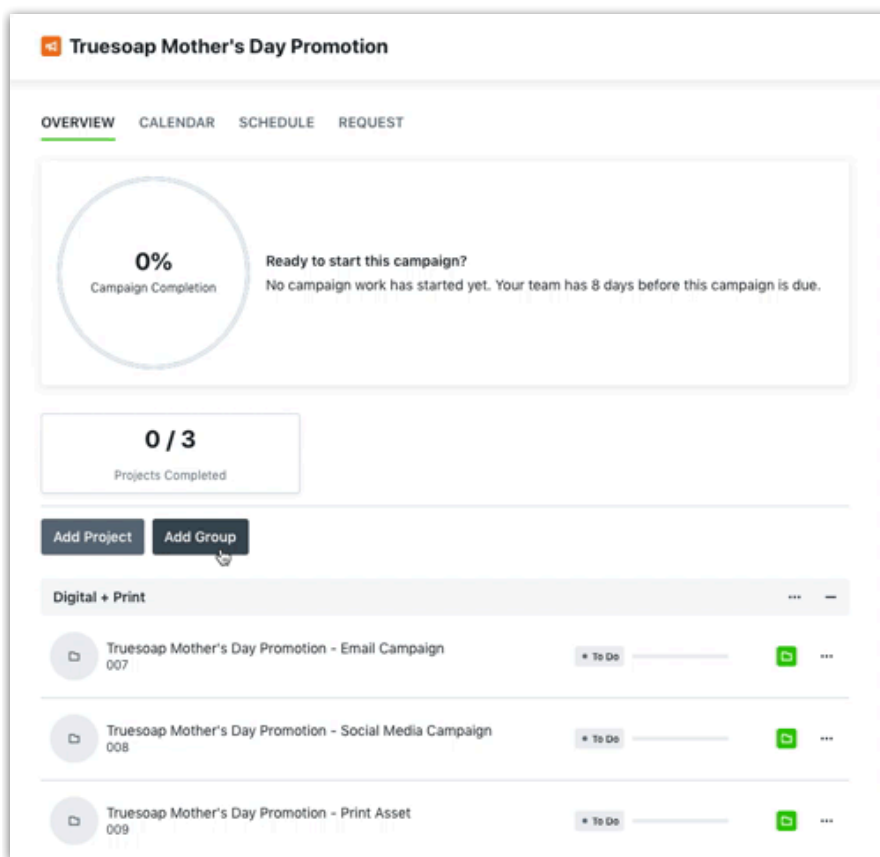 Truesoap Mother's Day Promotion
OVERVIEW CALENDAR SCHEDULE REQUEST
0%
Campaign Completion
Ready to start this campaign?
No campaign work has started yet. Your team has 8 days before this campaign is due.
0 / 3
Projects Completed
Add Project Add Group
Digital + Print
Truesoap Mother's Day Promotion - Email Campaign
007
To Do
Truesoap Mother's Day Promotion - Social Media Campaign
008
To Do
Truesoap Mother's Day Promotion - Print Asset
009
To Do